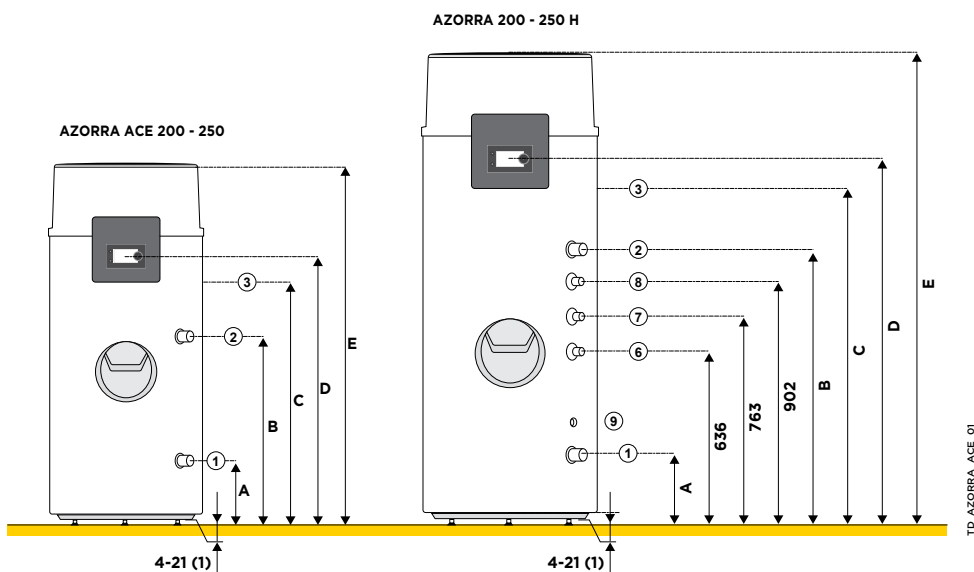 AZORRA 200 - 250 H
AZORRA ACE 200 - 250
3
2
1
A
B
C
D
E
4-21 (1)
3
2
8
7
6
9
1
A
636
763
902
B
C
D
E
4-21 (1)
TD_AZORRA_ACE_01